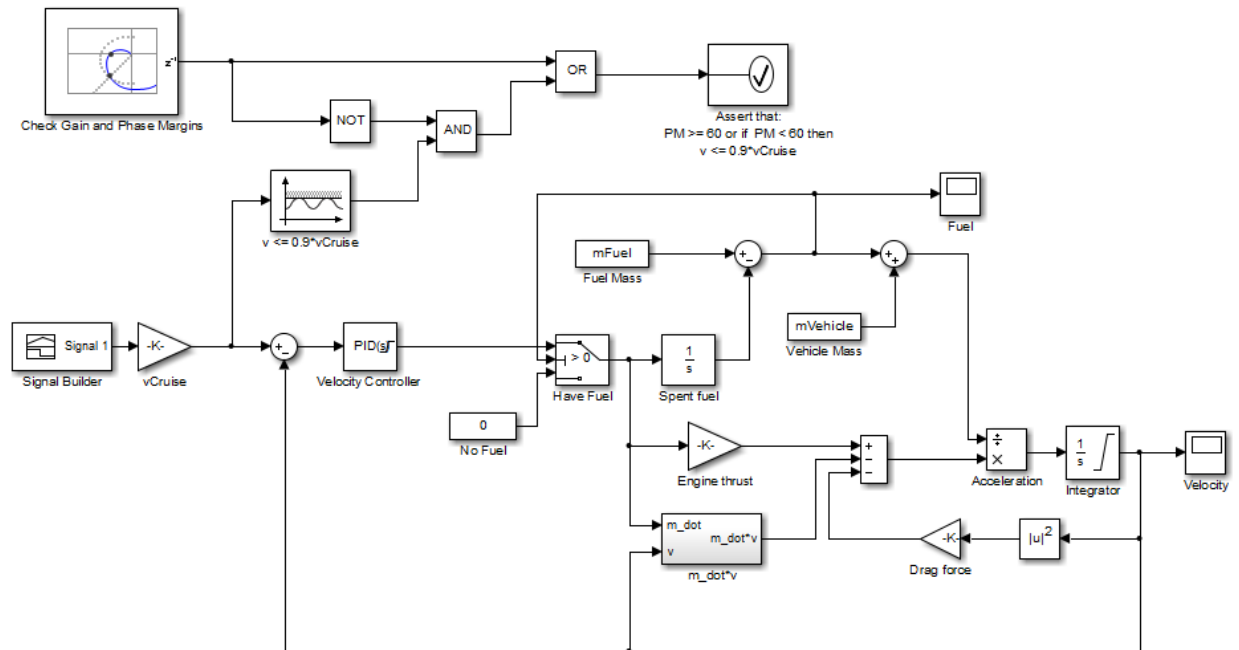 z⁻¹
Check Gain and Phase Margins
NOT
AND
OR
Assert that:
PM >= 60 or if PM < 60 then
v <= 0.9*vCruise
v <= 0.9*vCruise
Fuel
mFuel
Fuel Mass
+
−
+
+
mVehicle
Vehicle Mass
Signal 1
Signal Builder
-K-
vCruise
+
−
PID(s)
Velocity Controller
> 0
Have Fuel
1
s
Spent fuel
0
No Fuel
-K-
Engine thrust
+
−
−
÷
×
Acceleration
1
s
Integrator
Velocity
m_dot
m_dot*v
v
m_dot*v
-K-
Drag force
|u|²